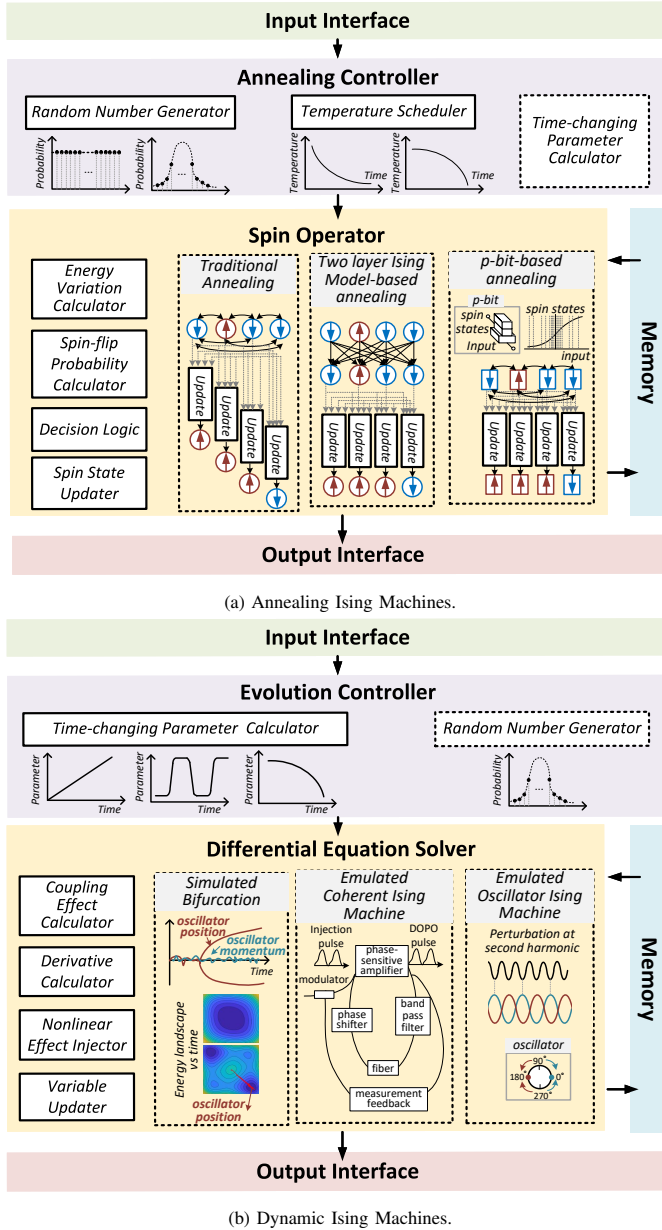 Input Interface
Annealing Controller
Random Number Generator
Probability
...
Probability
...
Temperature Scheduler
Temperature
Time
Temperature
Time
Time-changing
Parameter
Calculator
Spin Operator
Energy
Variation
Calculator
Spin-flip
Probability
Calculator
Decision Logic
Spin State
Updater
Traditional
Annealing
Update
Update
Update
Update
Two layer Ising
Model-based
annealing
Update
Update
Update
Update
p-bit-based
annealing
p-bit
spin
states
Input
spin states
input
Update
Update
Update
Update
Memory
Output Interface
(a) Annealing Ising Machines.
Input Interface
Evolution Controller
Time-changing Parameter Calculator
Parameter
Time
Parameter
Time
Parameter
Time
Random Number Generator
Probability
...
Differential Equation Solver
Coupling
Effect
Calculator
Derivative
Calculator
Nonlinear
Effect Injector
Variable
Updater
Simulated
Bifurcation
oscillator
position
oscillator
momentum
Time
Energy landscape
vs time
oscillator
position
Emulated
Coherent Ising
Machine
Injection
pulse
DOPO
pulse
phase-
sensitive
amplifier
modulator
phase
shifter
band
pass
filter
fiber
measurement
feedback
Emulated
Oscillator Ising
Machine
Perturbation at
second harmonic
oscillator
90°
180°
0°
270°
Memory
Output Interface
(b) Dynamic Ising Machines.